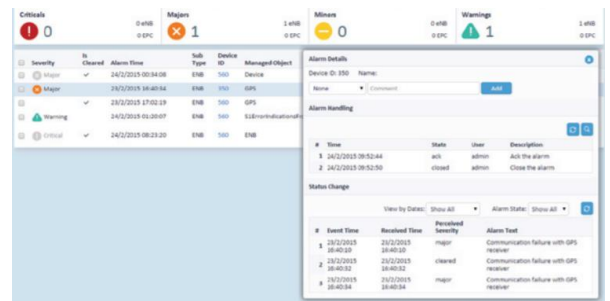 Criticals Majors Minors Warnings
0 0 eNB 0 EPC 1 1 eNB 0 EPC 0 0 eNB 0 EPC 1 1 eNB 0 EPC
Severity Is Cleared Alarm Time Sub Type Device ID Managed Object
Major 24/2/2015 00:34:08 ENB 560 Device
Major 23/2/2015 16:40:34 ENB 350 GPS
23/2/2015 17:02:19 ENB 560 GPS
Warning 24/2/2015 01:20:07 ENB 560
Critical 24/2/2015 08:23:20 ENB 560 ENB
Alarm Details
Device ID: 350 Name:
None Comment Add
Alarm Handling
# Time State User Description
1 24/2/2015 09:52:44 ack admin Ack the alarm
2 24/2/2015 09:52:50 closed admin Close the alarm
Status Change
View by Dates: Show All Alarm State: Show All
# Event Time Received Time Perceived Severity Alarm Text
1 23/2/2015 16:40:10 23/2/2015 16:40:10 major Communication failure with GPS receiver
2 23/2/2015 16:40:32 23/2/2015 16:40:32 cleared Communication failure with GPS receiver
3 23/2/2015 16:40:34 23/2/2015 16:40:34 major Communication failure with GPS receiver